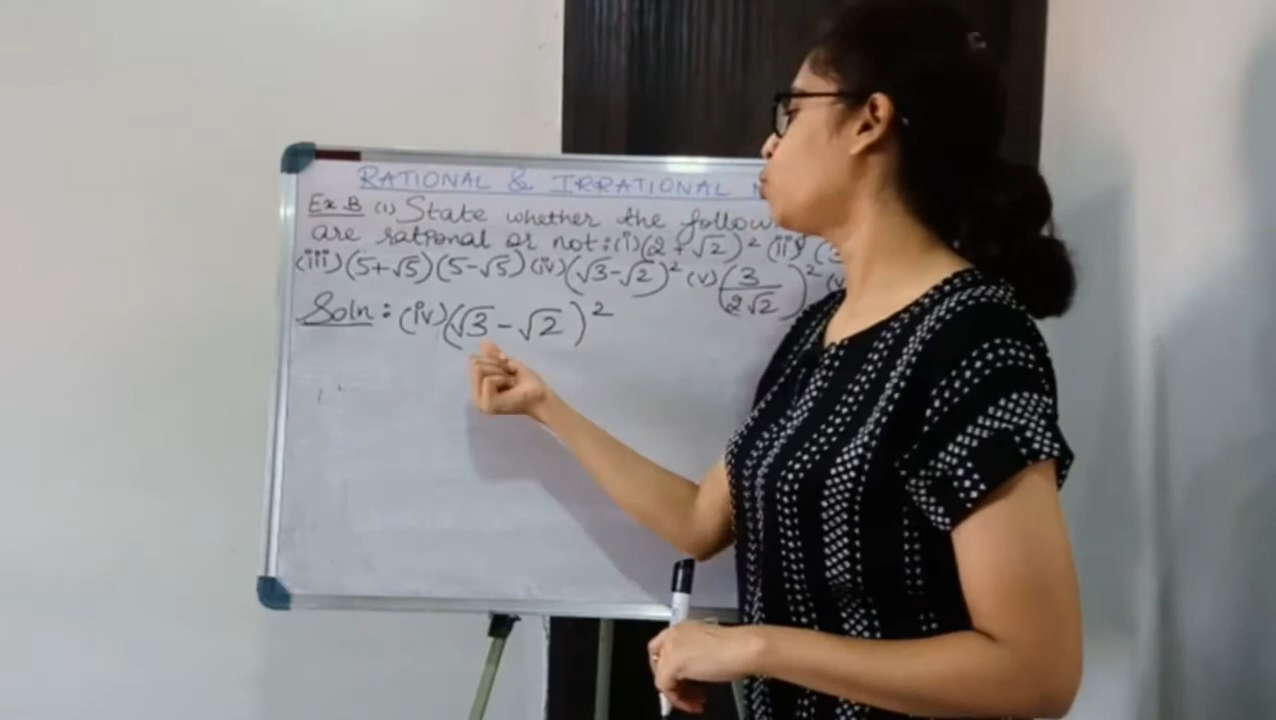 RATIONAL & IRRATIONAL
Ex B (1) State whether the follow
are rational or not: (i) (2 + √2)² (ii) (3
(iii) (5+√5)(5-√5) (iv) (√3-√2)² (v) (3/2√2)²
Soln: (iv) (√3 - √2)²